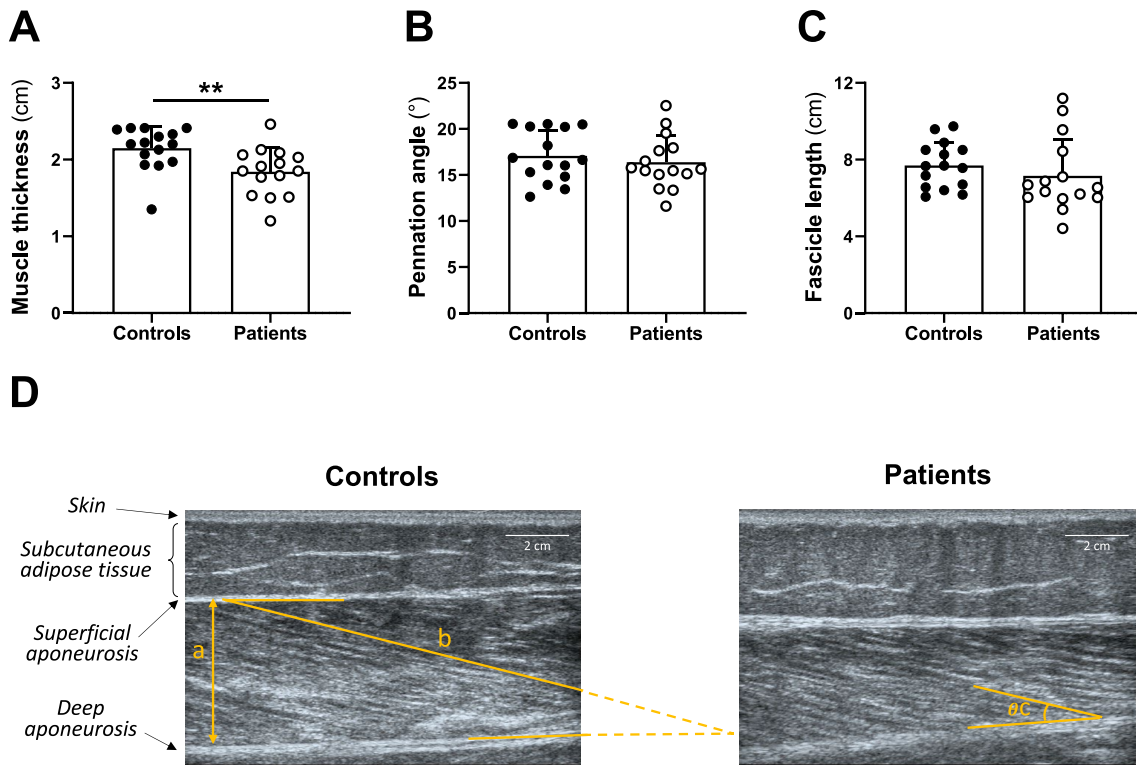 A
Muscle thickness (cm)
3
2
1
0
**
Controls
Patients
B
Pennation angle (°)
25
20
15
10
5
0
Controls
Patients
C
Fascicle length (cm)
12
8
4
0
Controls
Patients
D
Controls
Patients
Skin
Subcutaneous
adipose tissue
Superficial
aponeurosis
Deep
aponeurosis
2 cm
a
b
2 cm
θC